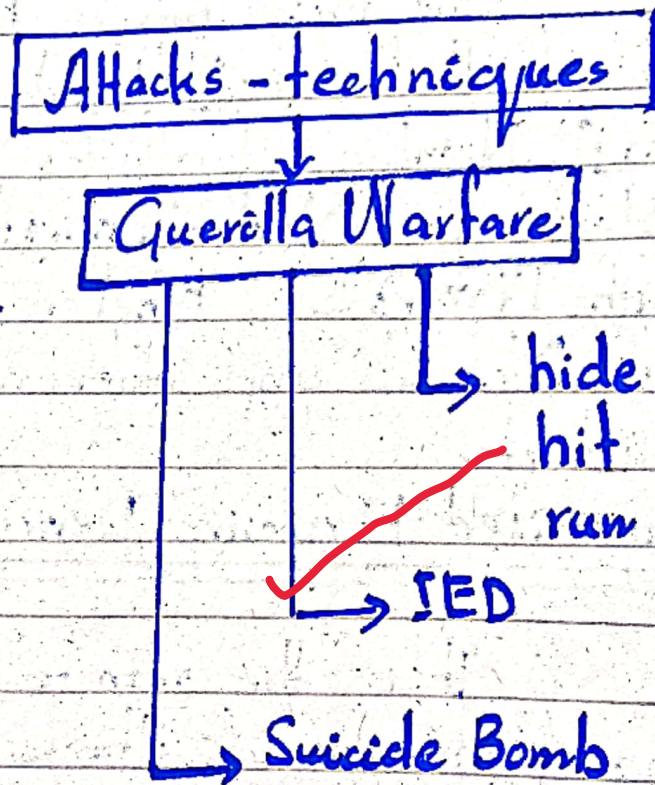 Attacks - techniques
Guerilla Warfare
hide
hit
run
IED
Suicide Bomb